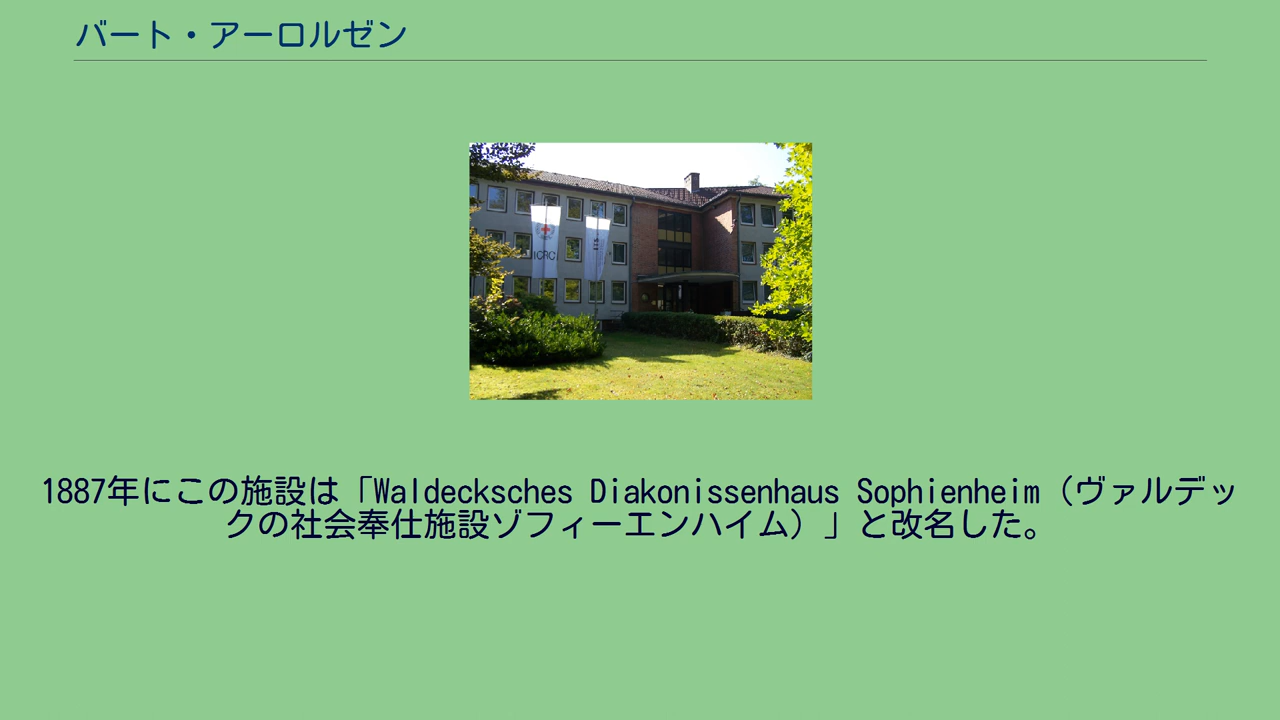 バート・アーロルゼン
ICRC
1887年にこの施設は「Waldecksches Diakonissenhaus Sophienheim（ヴァルデッ
クの社会奉仕施設ゾフィーエンハイム）」と改名した。